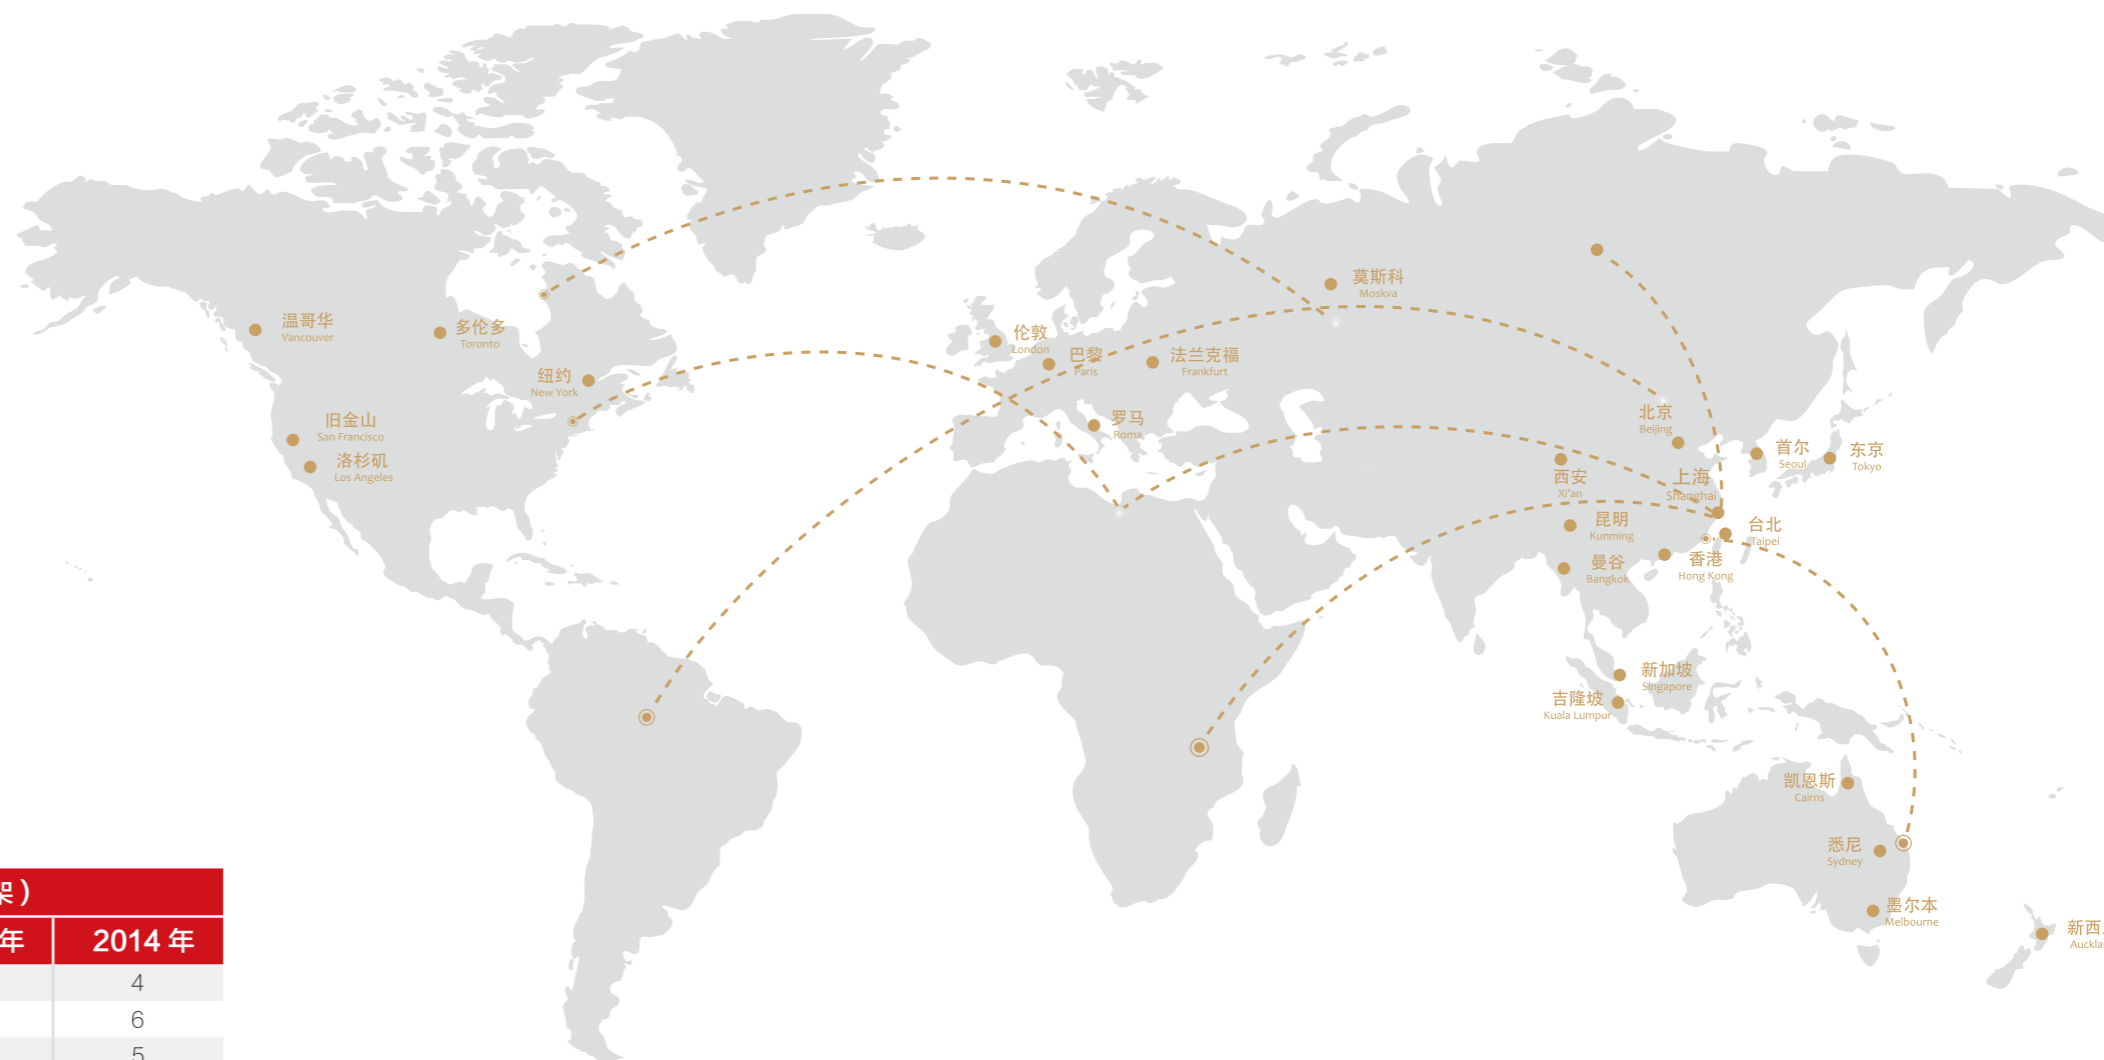 莫斯科
Moskva
温哥华
Vancouver
多伦多
Toronto
伦敦
London
巴黎
Paris
法兰克福
Frankfurt
纽约
New York
旧金山
San Francisco
罗马
Roma
北京
Beijing
首尔
Seoul
东京
Tokyo
洛杉矶
Los Angeles
西安
Xi'an
上海
Shanghai
昆明
Kunming
台北
Taipei
曼谷
Bangkok
香港
Hong Kong
新加坡
Singapore
吉隆坡
Kuala Lumpur
凯恩斯
Cairns
悉尼
Sydney
墨尔本
Melbourne
新西
Auckla
架）
年 2014 年
4
6
5